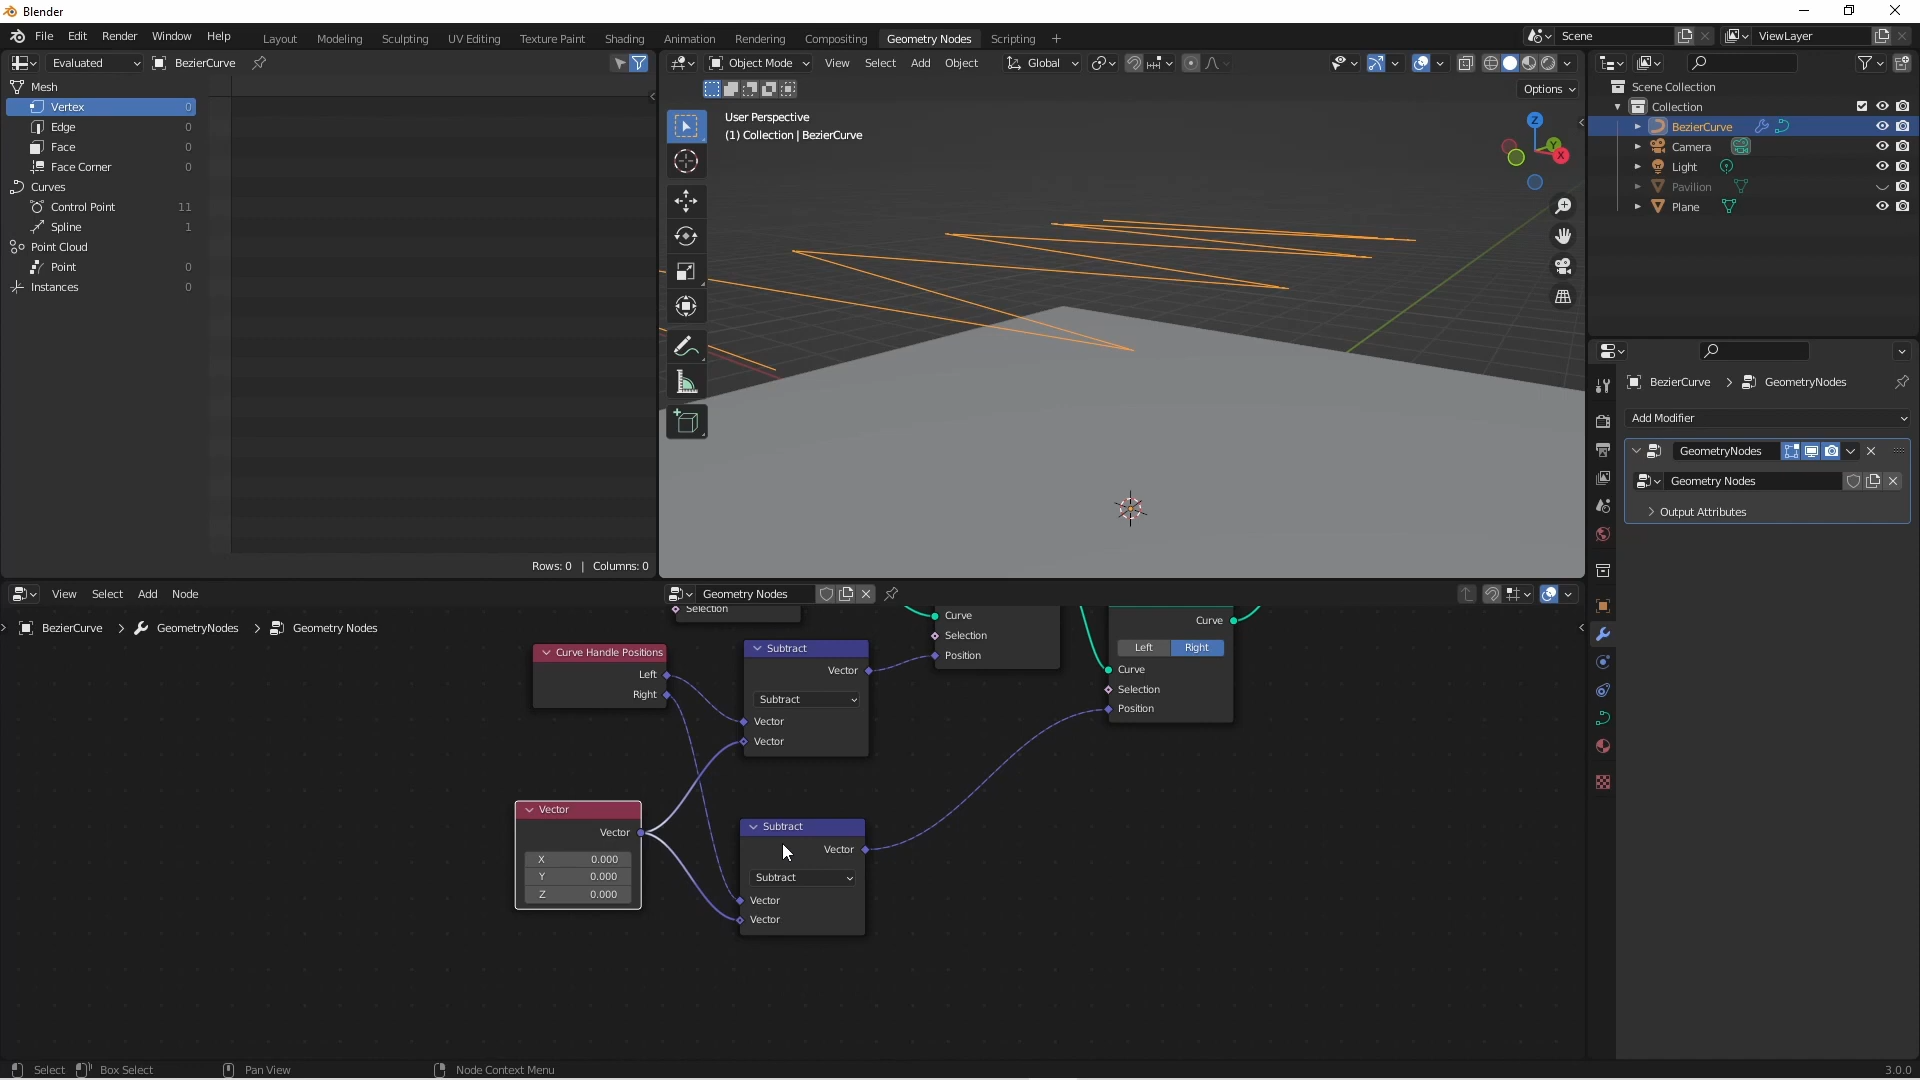 Blender
File Edit Render Window Help
Layout Modeling Sculpting UV Editing Texture Paint Shading Animation Rendering Compositing Geometry Nodes Scripting +
Scene
ViewLayer
Evaluated
BezierCurve
Mesh
Vertex 0
Edge 0
Face 0
Face Corner 0
Curves
Control Point 11
Spline 1
Point Cloud
Point 0
Instances 0
Rows: 0 | Columns: 0
Object Mode View Select Add Object Global
Options
User Perspective
(1) Collection | BezierCurve
Z
Y
X
Scene Collection
Collection
BezierCurve
Camera
Light
Pavilion
Plane
BezierCurve > GeometryNodes
Add Modifier
GeometryNodes
Geometry Nodes
Output Attributes
View Select Add Node
Geometry Nodes
BezierCurve > GeometryNodes > Geometry Nodes
Selection
Curve Handle Positions
Left
Right
Subtract
Vector
Subtract
Vector
Vector
Curve
Selection
Position
Curve
Left Right
Curve
Selection
Position
Vector
Vector
X 0.000
Y 0.000
Z 0.000
Subtract
Vector
Subtract
Vector
Vector
Select Box Select Pan View Node Context Menu 3.0.0